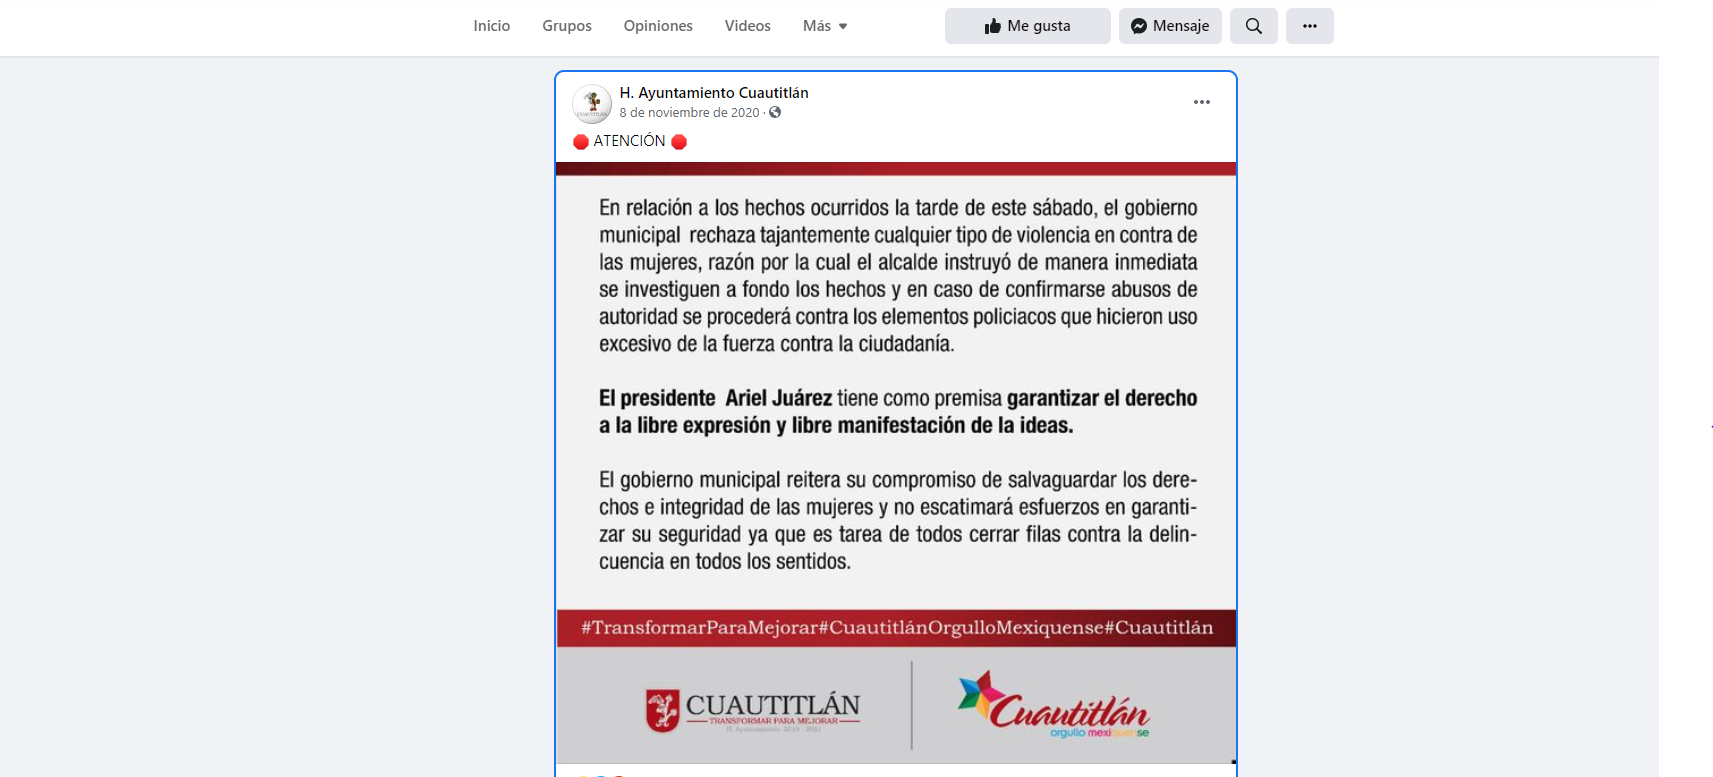 Inicio Grupos Opiniones Videos Más Me gusta Mensaje
H. Ayuntamiento Cuautitlán
8 de noviembre de 2020 ·
ATENCIÓN
En relación a los hechos ocurridos la tarde de este sábado, el gobierno
municipal rechaza tajantemente cualquier tipo de violencia en contra de
las mujeres, razón por la cual el alcalde instruyó de manera inmediata
se investiguen a fondo los hechos y en caso de confirmarse abusos de
autoridad se procederá contra los elementos policiacos que hicieron uso
excesivo de la fuerza contra la ciudadanía.
El presidente Ariel Juárez tiene como premisa garantizar el derecho
a la libre expresión y libre manifestación de la ideas.
El gobierno municipal reitera su compromiso de salvaguardar los dere-
chos e integridad de las mujeres y no escatimará esfuerzos en garanti-
zar su seguridad ya que es tarea de todos cerrar filas contra la delin-
cuencia en todos los sentidos.
#TransformarParaMejorar#CuautitlánOrgulloMexiquense#Cuautitlán
CUAUTITLÁN
TRANSFORMAR PARA MEJORAR
H. Ayuntamiento 2019 - 2021
Cuautitlán
orgullo mexiquense